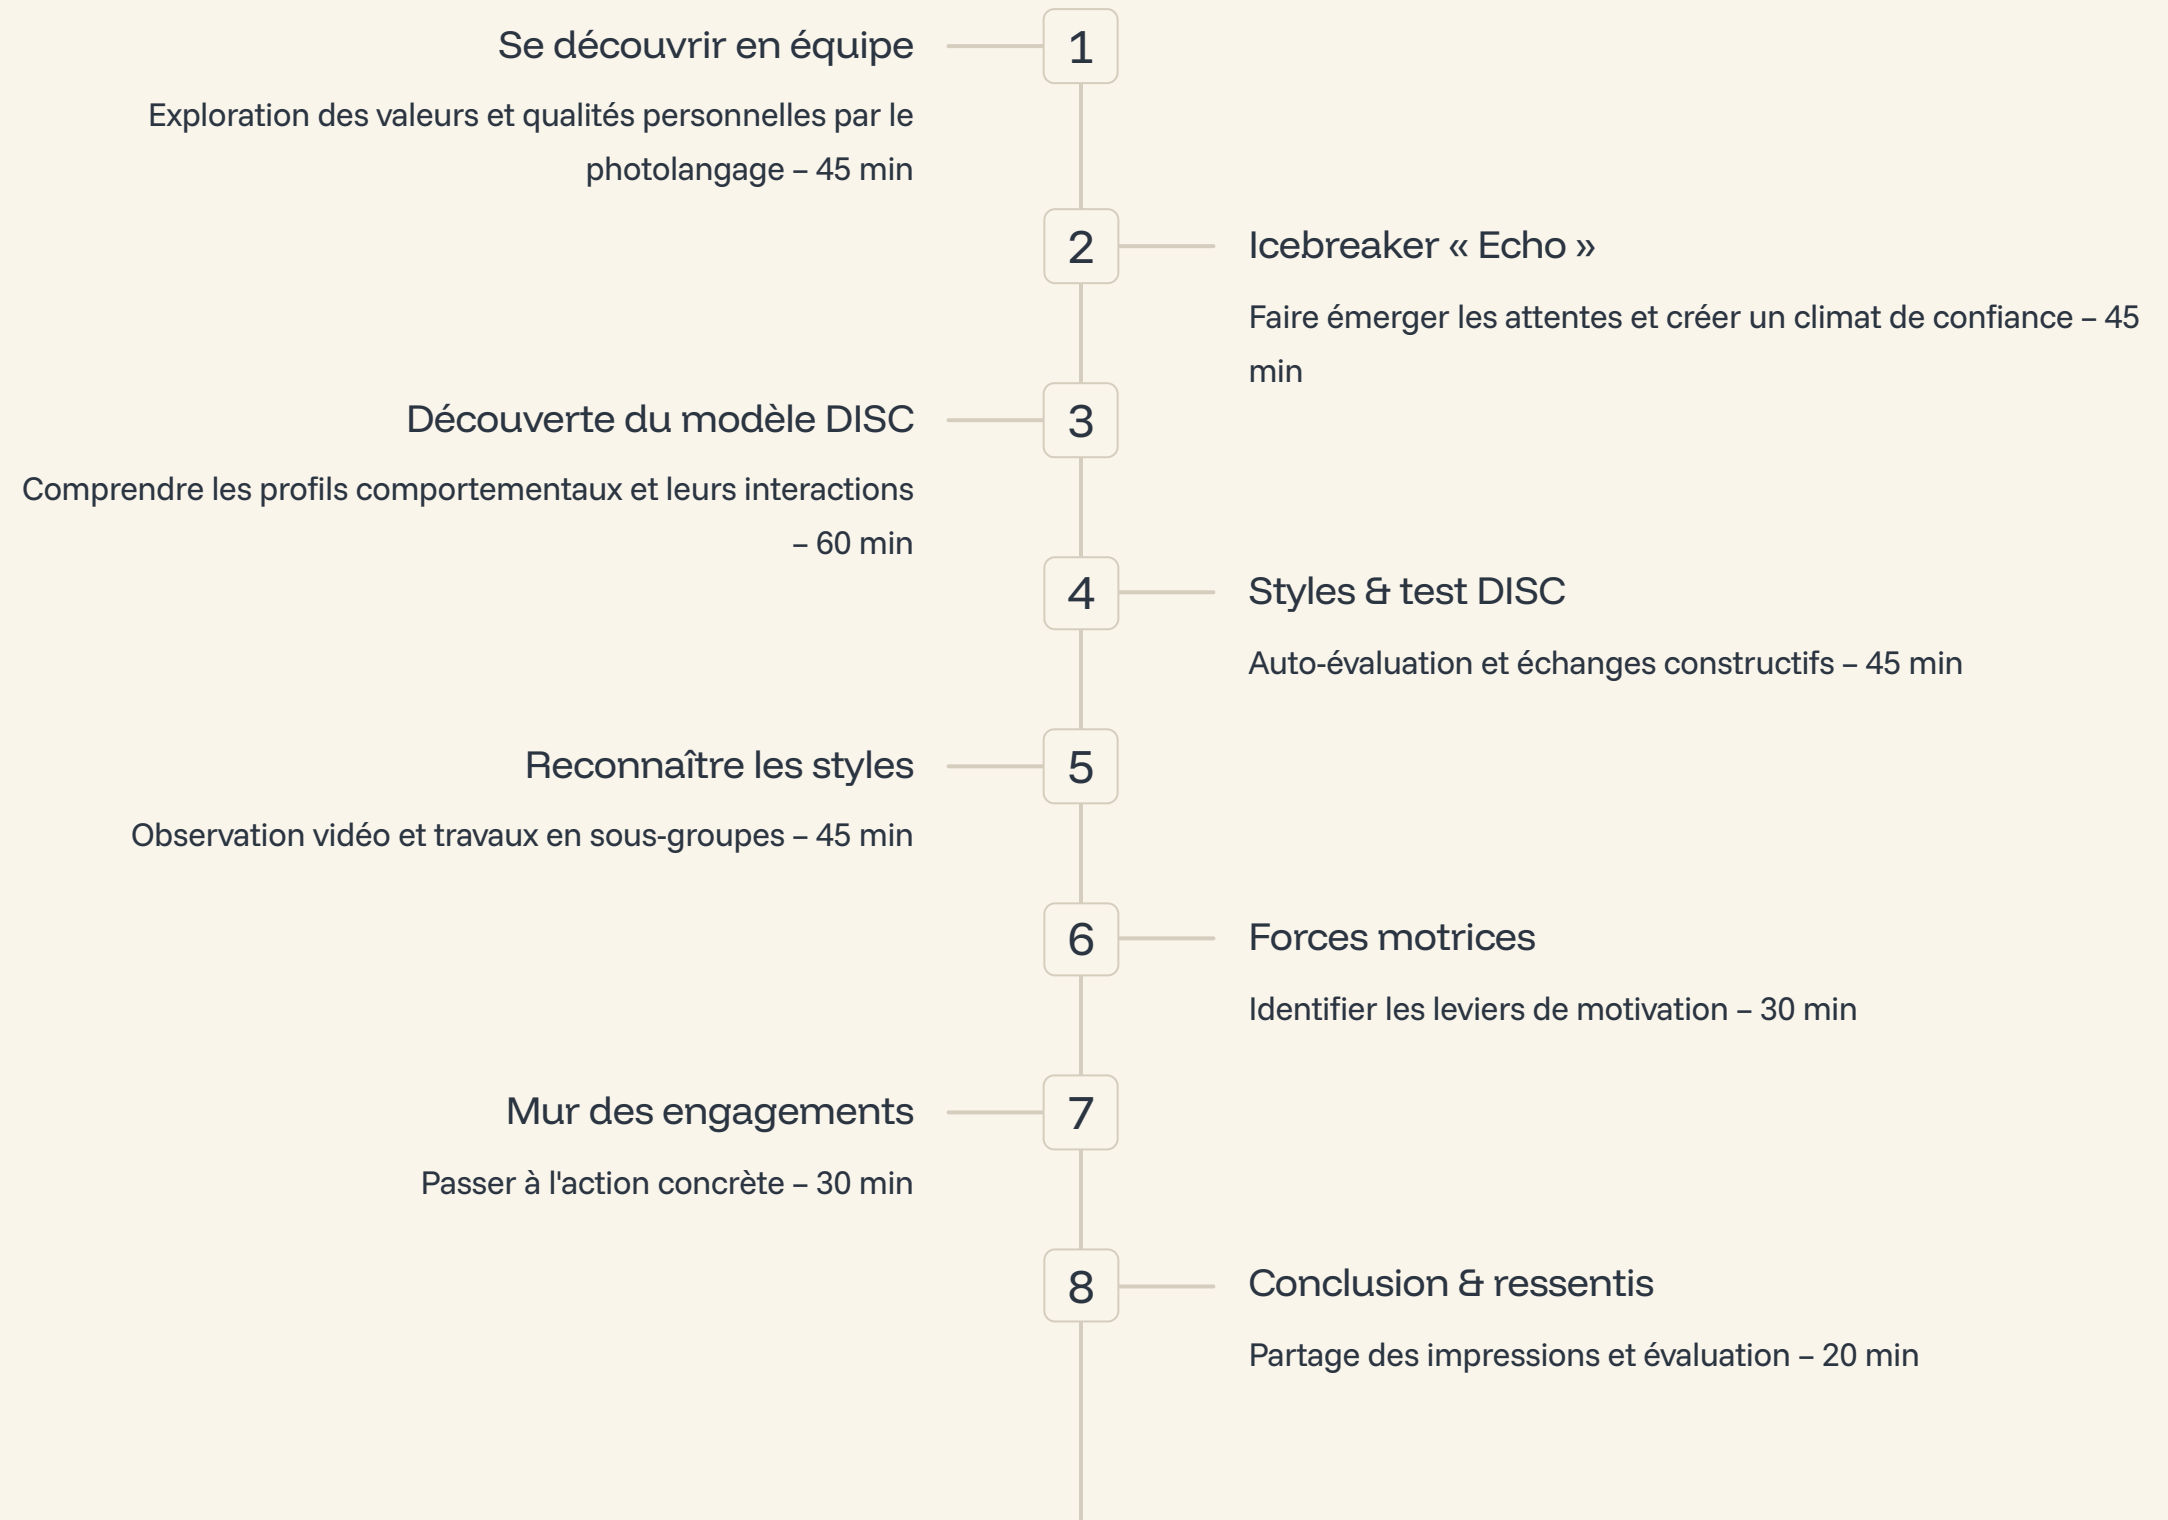 Se découvrir en équipe
1
Exploration des valeurs et qualités personnelles par le
photolangage – 45 min
2
Icebreaker « Echo »
Faire émerger les attentes et créer un climat de confiance – 45
min
Découverte du modèle DISC
3
Comprendre les profils comportementaux et leurs interactions
– 60 min
4
Styles & test DISC
Auto-évaluation et échanges constructifs – 45 min
Reconnaître les styles
5
Observation vidéo et travaux en sous-groupes – 45 min
6
Forces motrices
Identifier les leviers de motivation – 30 min
Mur des engagements
7
Passer à l'action concrète – 30 min
8
Conclusion & ressentis
Partage des impressions et évaluation – 20 min